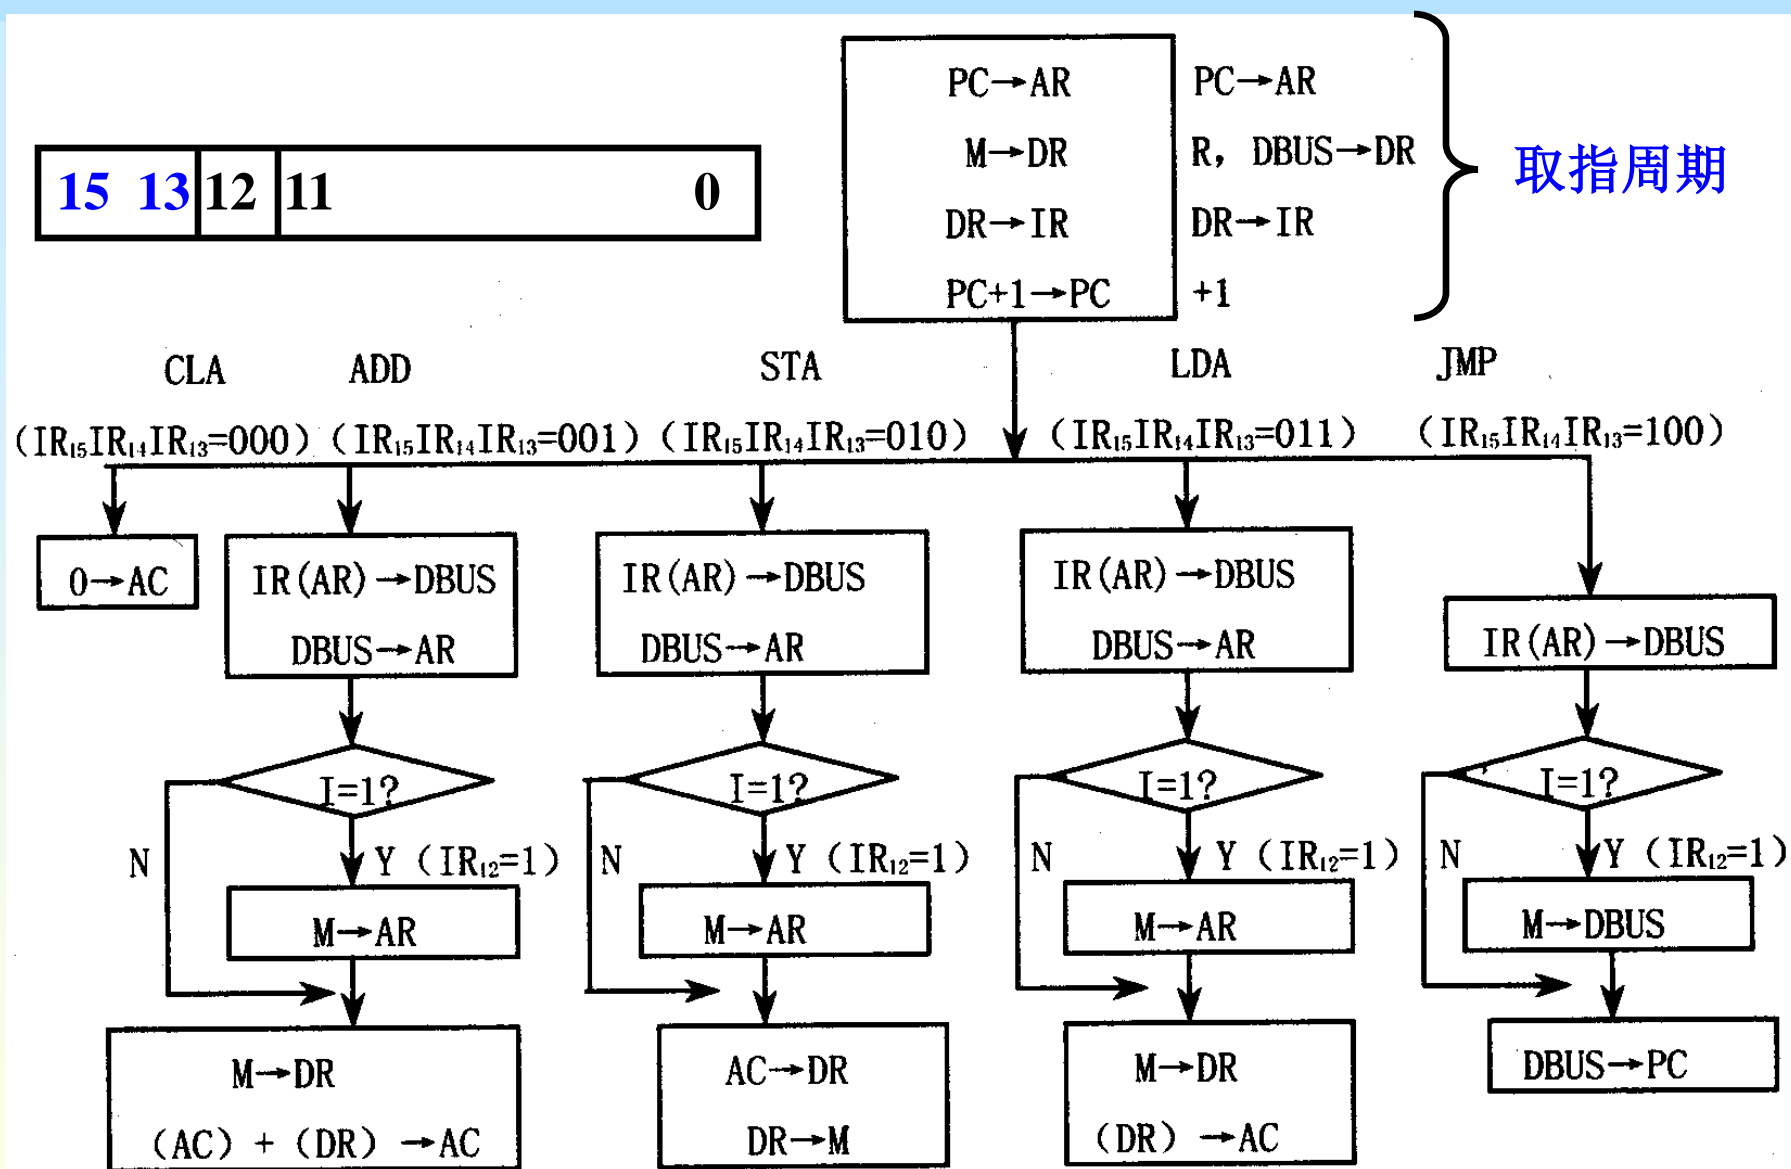 PC→AR PC→AR
M→DR R, DBUS→DR
DR→IR DR→IR
PC+1→PC +1
取指周期
15 13 12 11 0
CLA ADD STA LDA JMP
(IR₁₅IR₁₄IR₁₃=000) (IR₁₅IR₁₄IR₁₃=001) (IR₁₅IR₁₄IR₁₃=010) (IR₁₅IR₁₄IR₁₃=011) (IR₁₅IR₁₄IR₁₃=100)
0→AC IR(AR)→DBUS IR(AR)→DBUS IR(AR)→DBUS
DBUS→AR DBUS→AR DBUS→AR IR(AR)→DBUS
I=1? I=1? I=1? I=1?
N Y (IR₁₂=1) N Y (IR₁₂=1) N Y (IR₁₂=1) N Y (IR₁₂=1)
M→AR M→AR M→AR M→DBUS
M→DR AC→DR M→DR DBUS→PC
(AC) + (DR) →AC DR→M (DR) →AC